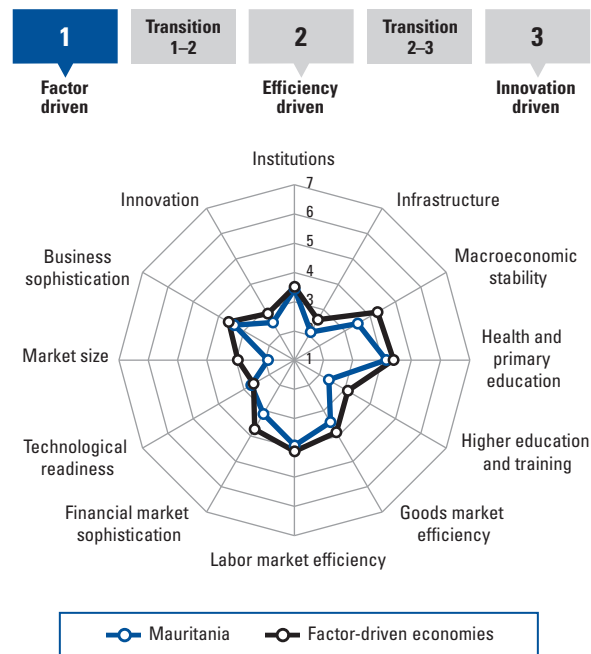 1
Transition
1–2
2
Transition
2–3
3
Factor
driven
Efficiency
driven
Innovation
driven
Institutions
Innovation
7
Infrastructure
6
5
Business
sophistication
4
Macroeconomic
stability
3
Market size
1
Health and
primary
education
Technological
readiness
Higher education
and training
Financial market
sophistication
Goods market
efficiency
Labor market efficiency
Mauritania
Factor-driven economies